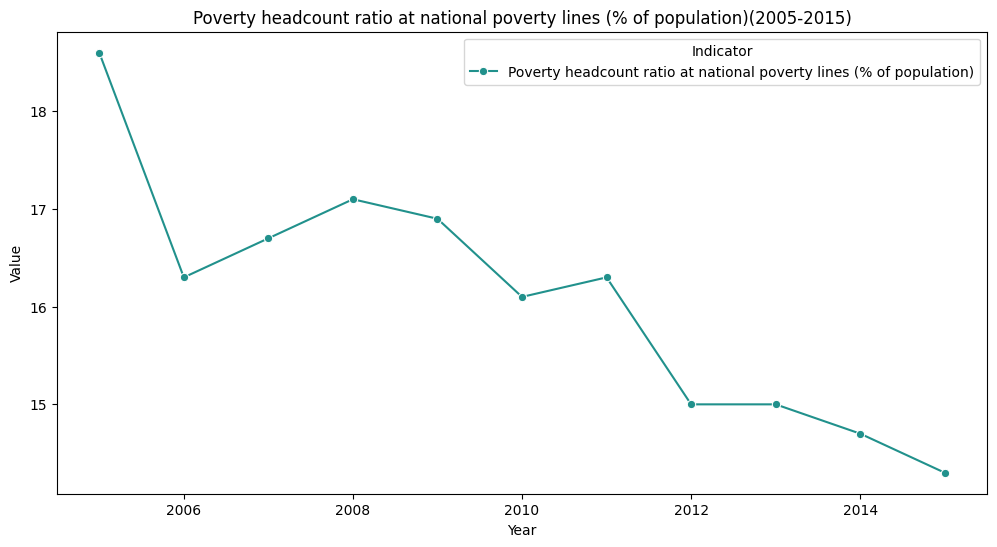 Poverty headcount ratio at national poverty lines (% of population)(2005-2015)
Indicator
Poverty headcount ratio at national poverty lines (% of population)
Value
18
17
16
15
2006 2008 2010 2012 2014
Year